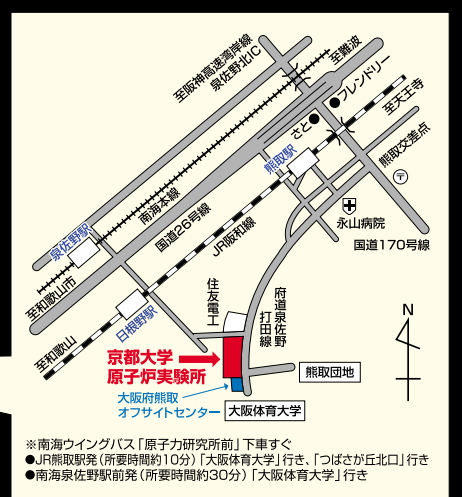 至阪神高速湾岸線
泉佐野北IC
至難波
フレンドリー
至天王寺
さと
熊取交差点
熊取駅
〒
永山病院
国道170号線
南海本線
国道26号線
JR阪和線
泉佐野駅
至和歌山市
日根野駅
至和歌山
住友電工
府道泉佐野
打田線
N
京都大学
原子炉実験所
熊取団地
大阪府熊取
オフサイトセンター
大阪体育大学
※南海ウイングバス「原子力研究所前」下車すぐ
●JR熊取駅発（所要時間約10分）「大阪体育大学」行き、「つばさが丘北口」行き
●南海泉佐野駅前発（所要時間約30分）「大阪体育大学」行き